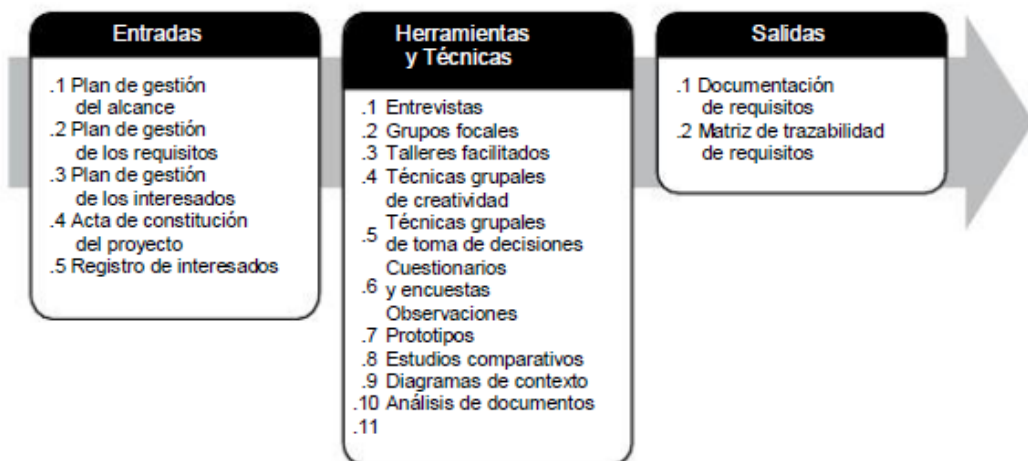 Entradas
.1 Plan de gestión
del alcance
.2 Plan de gestión
de los requisitos
.3 Plan de gestión
de los interesados
.4 Acta de constitución
del proyecto
.5 Registro de interesados
Herramientas
y Técnicas
.1 Entrevistas
.2 Grupos focales
.3 Talleres facilitados
.4 Técnicas grupales
de creatividad
Técnicas grupales
.5 de toma de decisiones
Cuestionarios
.6 y encuestas
Observaciones
.7 Prototipos
.8 Estudios comparativos
.9 Diagramas de contexto
.10 Análisis de documentos
.11
Salidas
.1 Documentación
de requisitos
.2 Matriz de trazabilidad
de requisitos